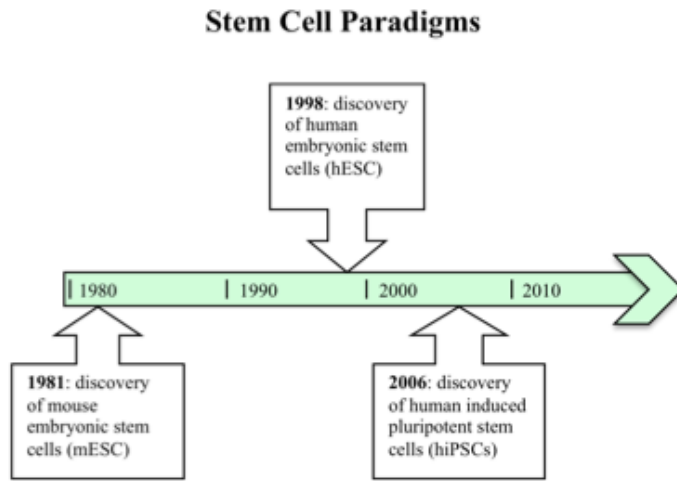 Stem Cell Paradigms
1998: discovery
of human
embryonic stem
cells (hESC)
1980
1990
2000
2010
1981: discovery
of mouse
embryonic stem
cells (mESC)
2006: discovery
of human induced
pluripotent stem
cells (hiPSCs)